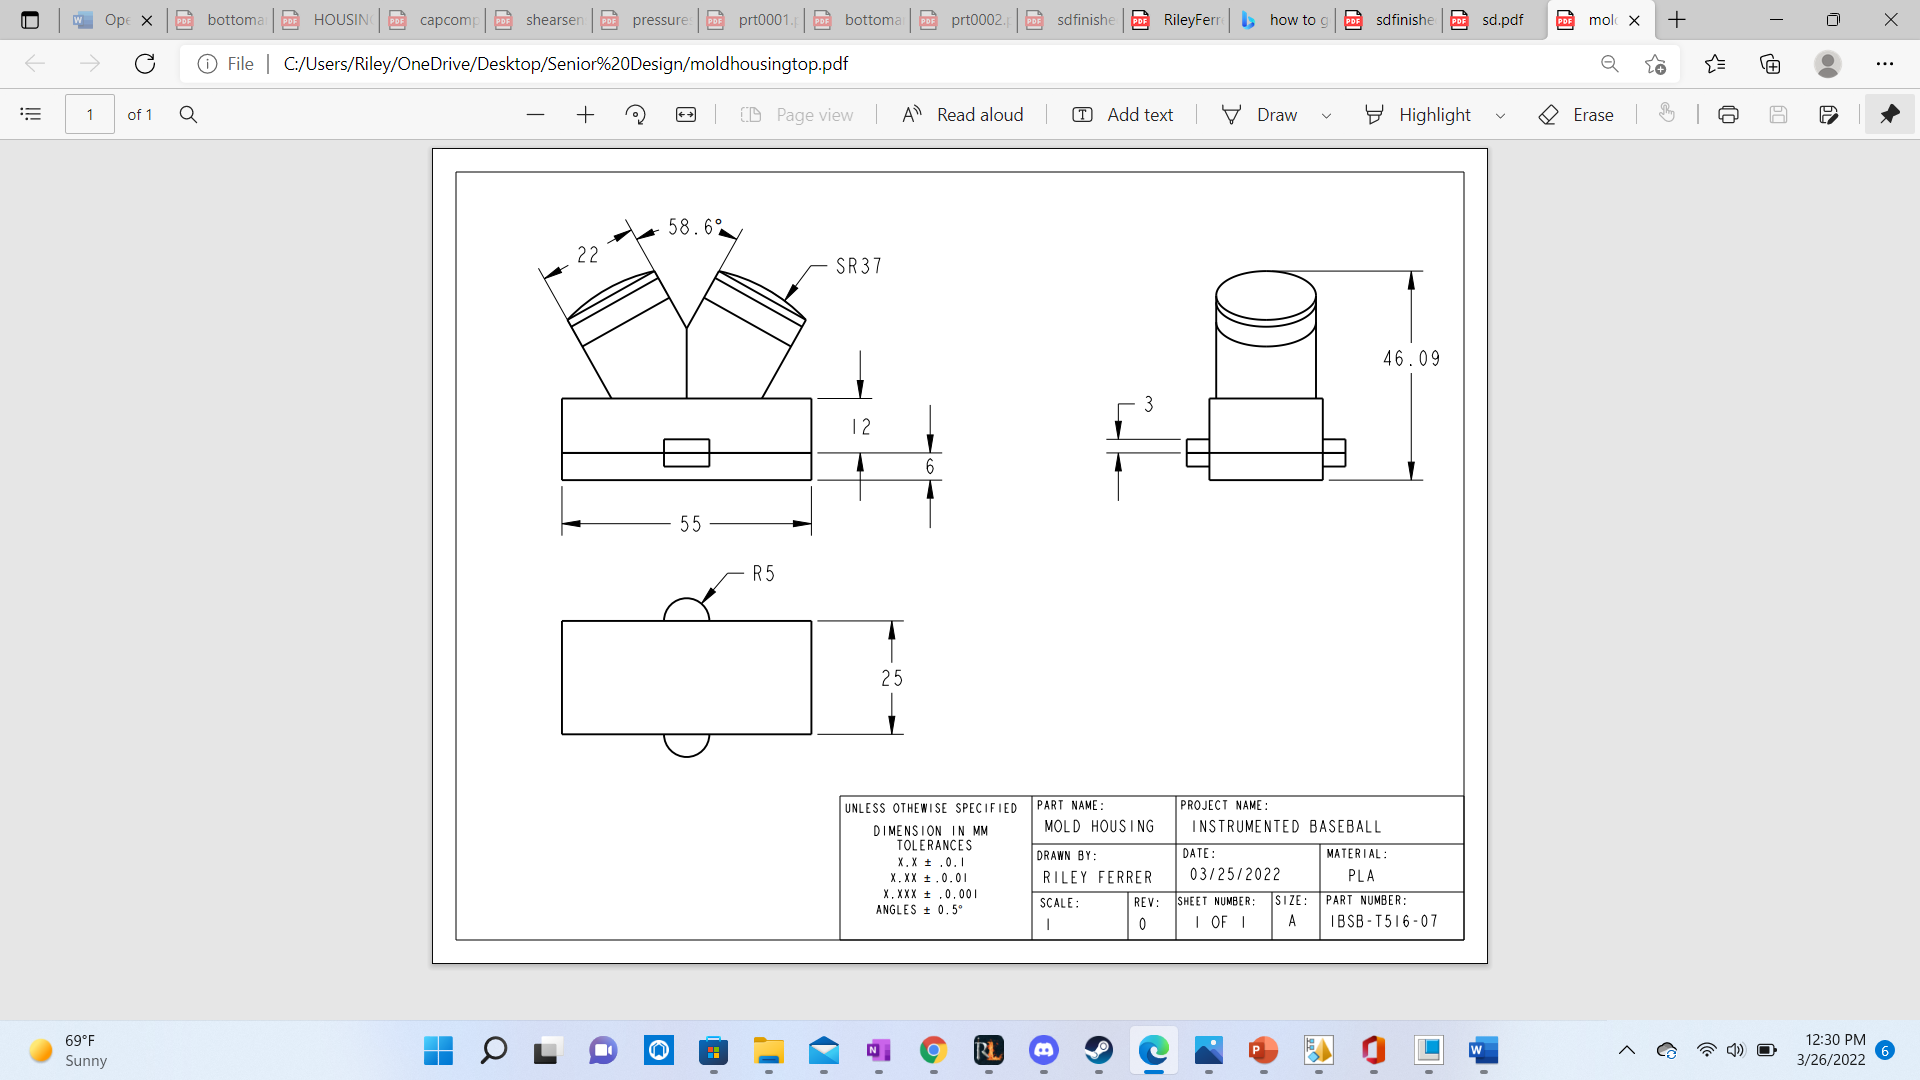 Ope
bottoma
HOUSIN
capcomp
shearsen
pressure
prt0001.p
bottoma
prt0002.p
sdfinishe
RileyFerr
how to g
sdfinishe
sd.pdf
mold
File
C:/Users/Riley/OneDrive/Desktop/Senior%20Design/moldhousingtop.pdf
1 of 1
Page view
Read aloud
Add text
Draw
Highlight
Erase
58.6°
22
SR37
46.09
3
12
6
55
R5
25
UNLESS OTHEWISE SPECIFIED
DIMENSION IN MM
TOLERANCES
X.X ± .0.1
X.XX ±.0.01
X.XXX ± .0.001
ANGLES ± 0.5°
PART NAME:
MOLD HOUSING
PROJECT NAME:
INSTRUMENTED BASEBALL
DRAWN BY:
RILEY FERRER
DATE:
03/25/2022
MATERIAL:
PLA
SCALE:
1
REV:
0
SHEET NUMBER:
1 OF 1
SIZE:
A
PART NUMBER:
IBSB-T516-07
69°F
Sunny
12:30 PM
3/26/2022
6